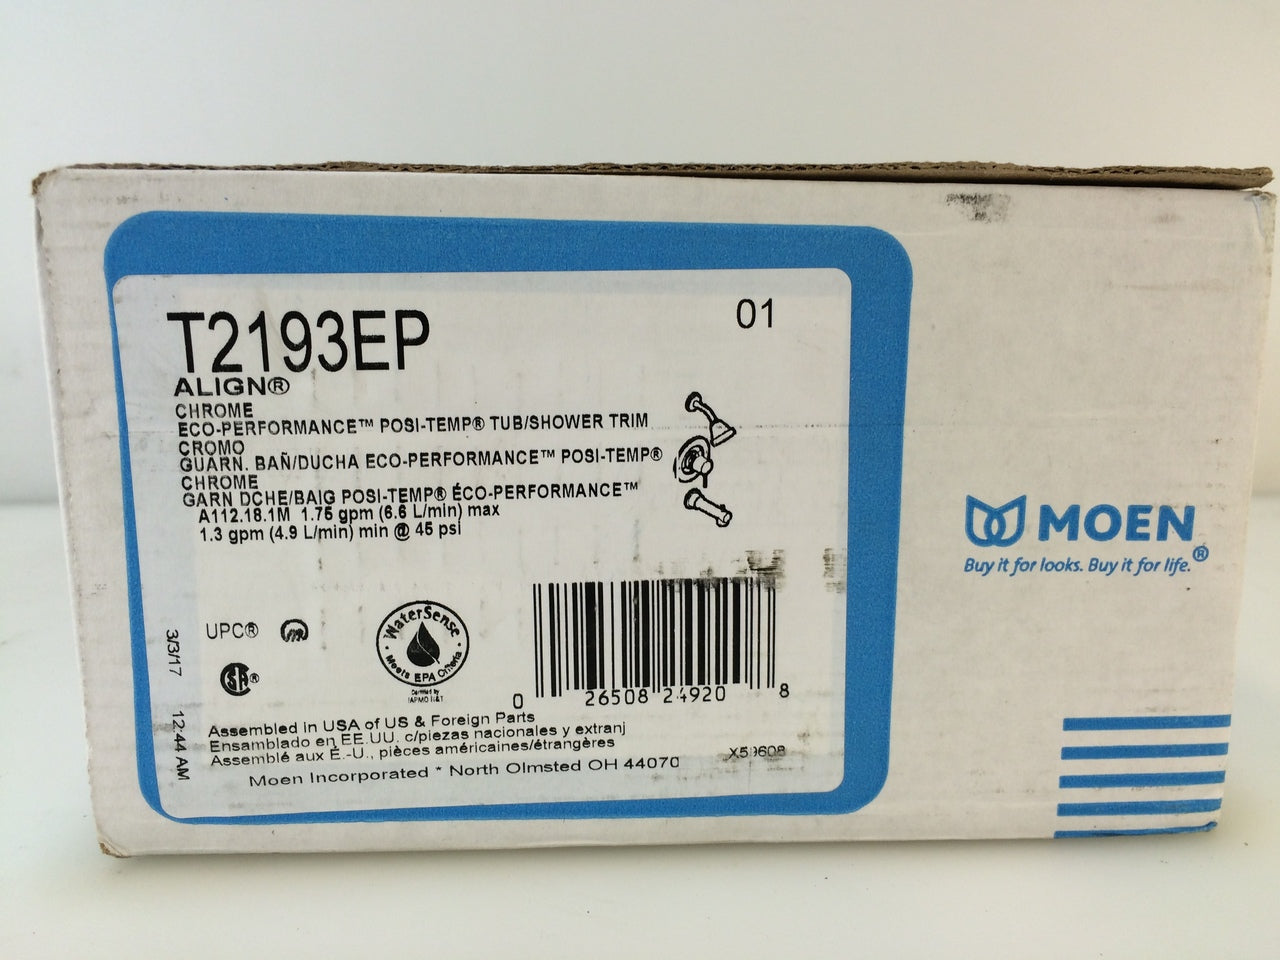 T2193EP
01
ALIGN®
CHROME
ECO-PERFORMANCE™ POSI-TEMP® TUB/SHOWER TRIM
CROMO
GUARN. BAÑ/DUCHA ECO-PERFORMANCE™ POSI-TEMP®
CHROME
GARN DCHE/BAIG POSI-TEMP® ÉCO-PERFORMANCE™
A112.18.1M 1.75 gpm (6.6 L/min) max
1.3 gpm (4.9 L/min) min @ 45 psi
MOEN
Buy it for looks. Buy it for life.®
UPC®
WaterSense
Meets EPA Criteria
Certified by
IAPMO R&T
SA®
3/3/17 12:44 AM
0 26508 24920 8
Assembled in USA of US & Foreign Parts
Ensamblado en EE.UU. c/piezas nacionales y extranj
Assemblé aux É.-U., pièces américaines/étrangères
Moen Incorporated * North Olmsted OH 44070